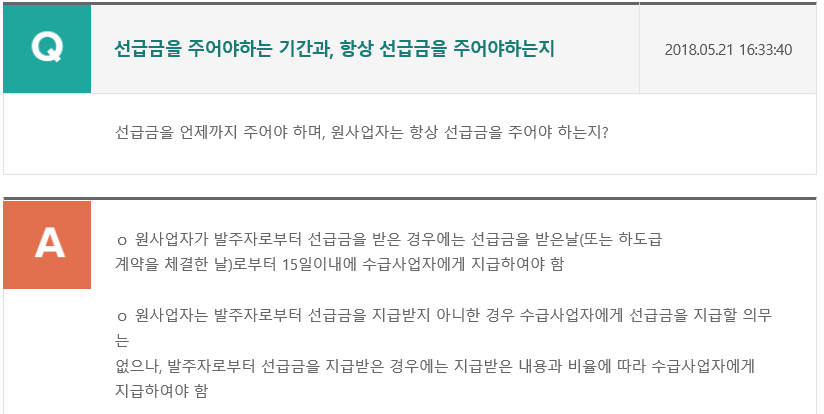 Q
선급금을 주어야하는 기간과, 항상 선급금을 주어야하는지
2018.05.21 16:33:40
선급금을 언제까지 주어야 하며, 원사업자는 항상 선급금을 주어야 하는지?
A
ㅇ 원사업자가 발주자로부터 선급금을 받은 경우에는 선급금을 받은날(또는 하도급
계약을 체결한 날)로부터 15일이내에 수급사업자에게 지급하여야 함
ㅇ 원사업자는 발주자로부터 선급금을 지급받지 아니한 경우 수급사업자에게 선급금을 지급할 의무
는
없으나, 발주자로부터 선급금을 지급받은 경우에는 지급받은 내용과 비율에 따라 수급사업자에게
지급하여야 함